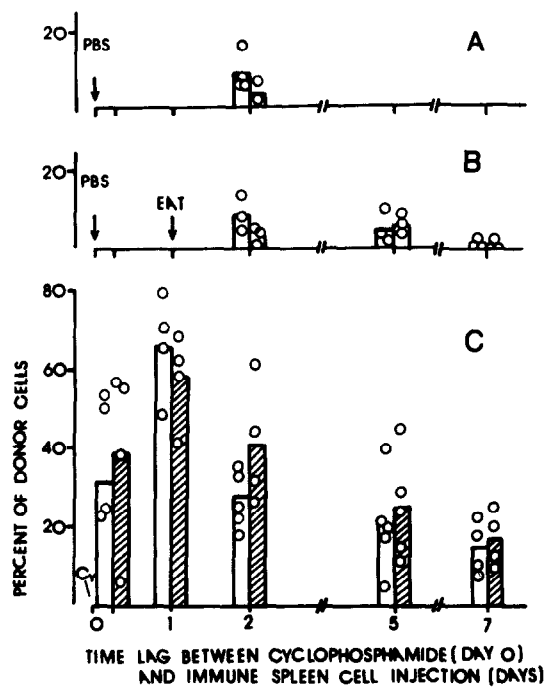 20
PBS
A
20
PBS
EAT
B
80
60
40
20
C
PERCENT OF DONOR CELLS
Cy
0 1 2 5 7
TIME LAG BETWEEN CYCLOPHOSPHAMIDE (DAY 0)
AND IMMUNE SPLEEN CELL INJECTION (DAYS)